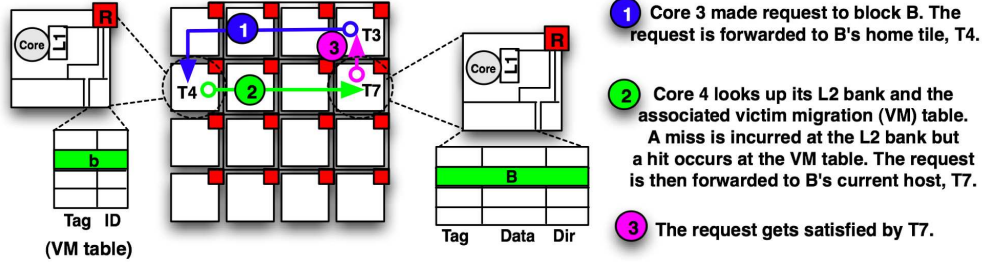 R
Core
L1
b
Tag ID
(VM table)
1
T3
3
T4
2
T7
R
Core
L1
B
Tag Data Dir
1 Core 3 made request to block B. The
request is forwarded to B's home tile, T4.
2 Core 4 looks up its L2 bank and the
associated victim migration (VM) table.
A miss is incurred at the L2 bank but
a hit occurs at the VM table. The request
is then forwarded to B's current host, T7.
3 The request gets satisfied by T7.